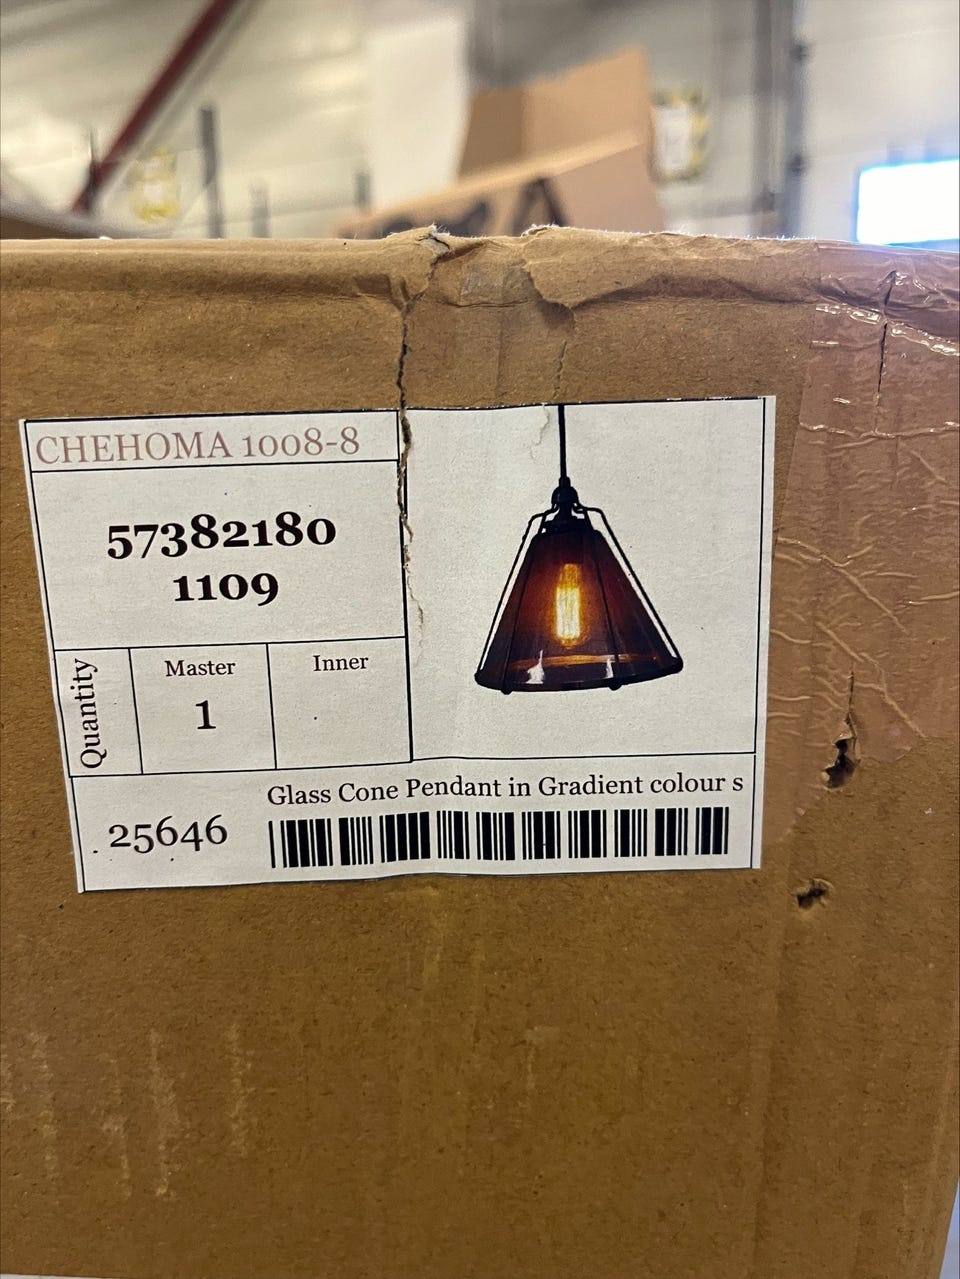 CHEHOMA 1008-8
57382180
1109
Quantity
Master
1
Inner
Glass Cone Pendant in Gradient colour s
25646